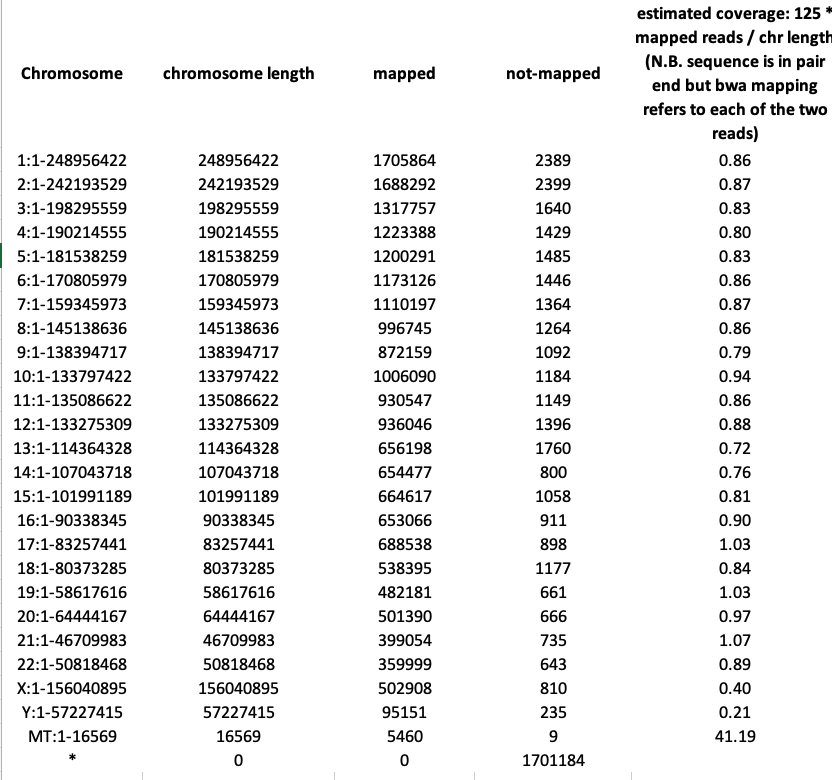 Chromosome chromosome length mapped not-mapped estimated coverage: 125 * mapped reads / chr length (N.B. sequence is in pair end but bwa mapping refers to each of the two reads)
1:1-248956422 248956422 1705864 2389 0.86
2:1-242193529 242193529 1688292 2399 0.87
3:1-198295559 198295559 1317757 1640 0.83
4:1-190214555 190214555 1223388 1429 0.80
5:1-181538259 181538259 1200291 1485 0.83
6:1-170805979 170805979 1173126 1446 0.86
7:1-159345973 159345973 1110197 1364 0.87
8:1-145138636 145138636 996745 1264 0.86
9:1-138394717 138394717 872159 1092 0.79
10:1-133797422 133797422 1006090 1184 0.94
11:1-135086622 135086622 930547 1149 0.86
12:1-133275309 133275309 936046 1396 0.88
13:1-114364328 114364328 656198 1760 0.72
14:1-107043718 107043718 654477 800 0.76
15:1-101991189 101991189 664617 1058 0.81
16:1-90338345 90338345 653066 911 0.90
17:1-83257441 83257441 688538 898 1.03
18:1-80373285 80373285 538395 1177 0.84
19:1-58617616 58617616 482181 661 1.03
20:1-64444167 64444167 501390 666 0.97
21:1-46709983 46709983 399054 735 1.07
22:1-50818468 50818468 359999 643 0.89
X:1-156040895 156040895 502908 810 0.40
Y:1-57227415 57227415 95151 235 0.21
MT:1-16569 16569 5460 9 41.19
* 0 0 1701184